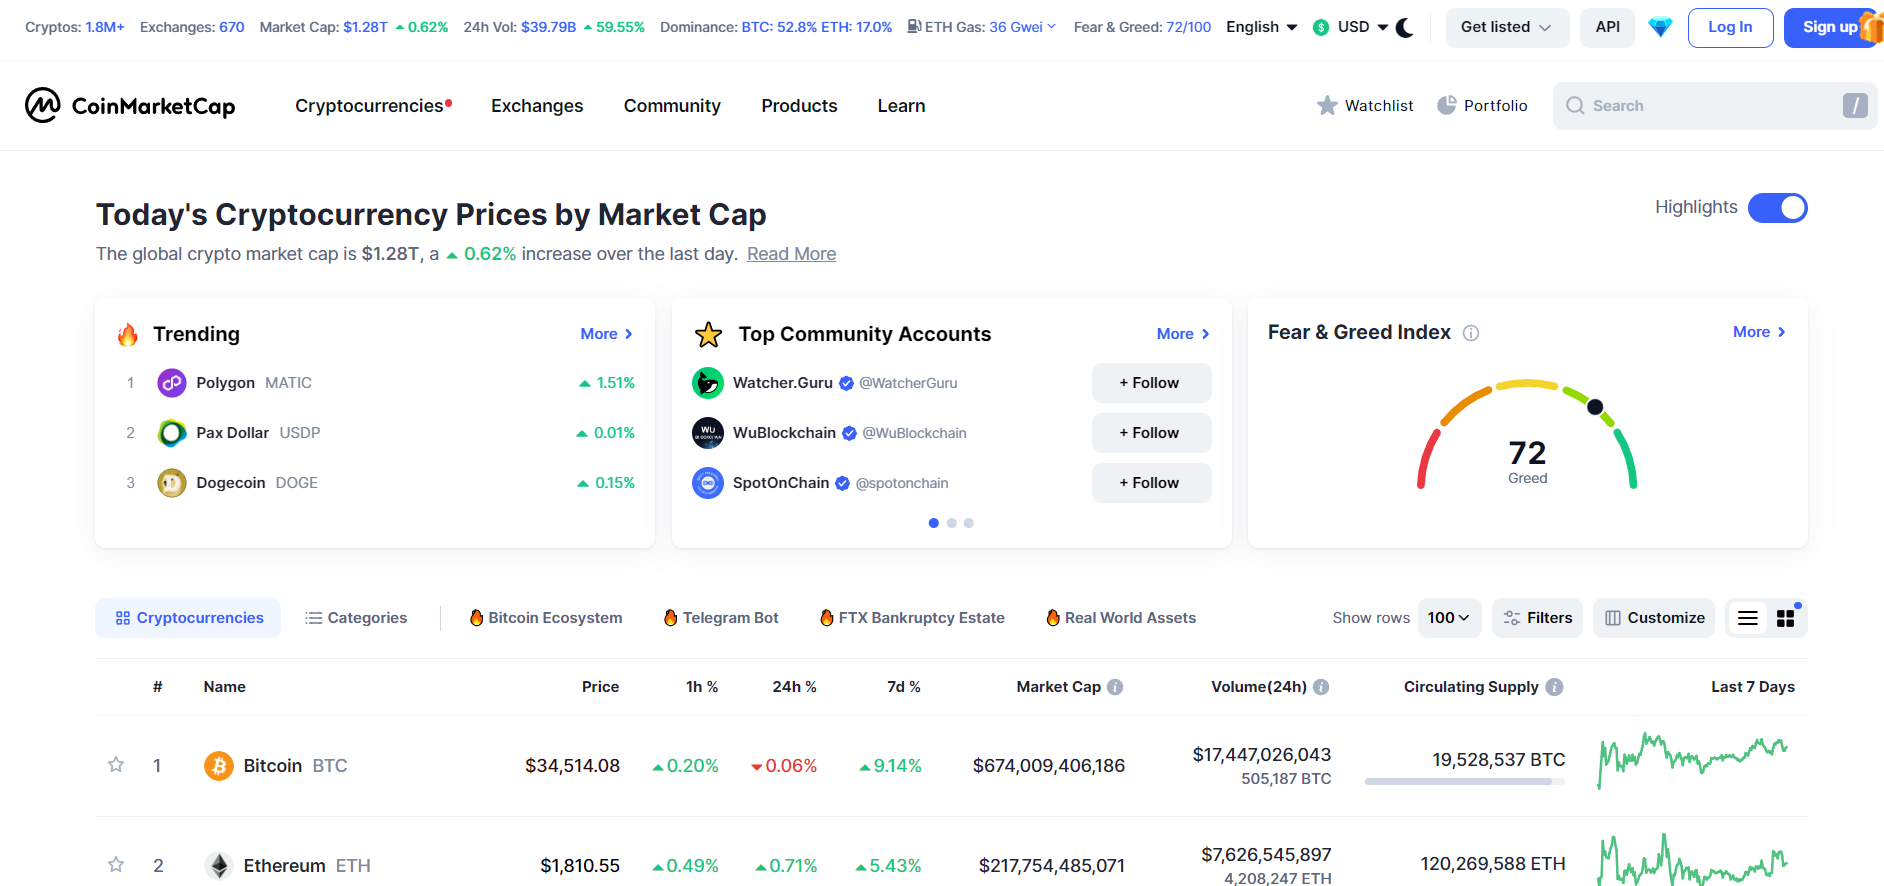 Cryptos: 1.8M+ Exchanges: 670 Market Cap: $1.28T 0.62% 24h Vol: $39.79B 59.55% Dominance: BTC: 52.8% ETH: 17.0% ETH Gas: 36 Gwei Fear & Greed: 72/100 English $ USD Get listed API Log In Sign up
CoinMarketCap Cryptocurrencies Exchanges Community Products Learn Watchlist Portfolio Search /
Today's Cryptocurrency Prices by Market Cap Highlights
The global crypto market cap is $1.28T, a 0.62% increase over the last day. Read More
Trending More
1 Polygon MATIC 1.51%
2 Pax Dollar USDP 0.01%
3 Dogecoin DOGE 0.15%
Top Community Accounts More
Watcher.Guru @WatcherGuru + Follow
WU WuBlockchain @WuBlockchain + Follow
SpotOnChain @spotonchain + Follow
Fear & Greed Index More
72
Greed
Cryptocurrencies Categories Bitcoin Ecosystem Telegram Bot FTX Bankruptcy Estate Real World Assets Show rows 100 Filters Customize
# Name Price 1h % 24h % 7d % Market Cap Volume(24h) Circulating Supply Last 7 Days
1 Bitcoin BTC $34,514.08 0.20% 0.06% 9.14% $674,009,406,186 $17,447,026,043 19,528,537 BTC
505,187 BTC
2 Ethereum ETH $1,810.55 0.49% 0.71% 5.43% $217,754,485,071 $7,626,545,897 120,269,588 ETH
4,208,247 ETH